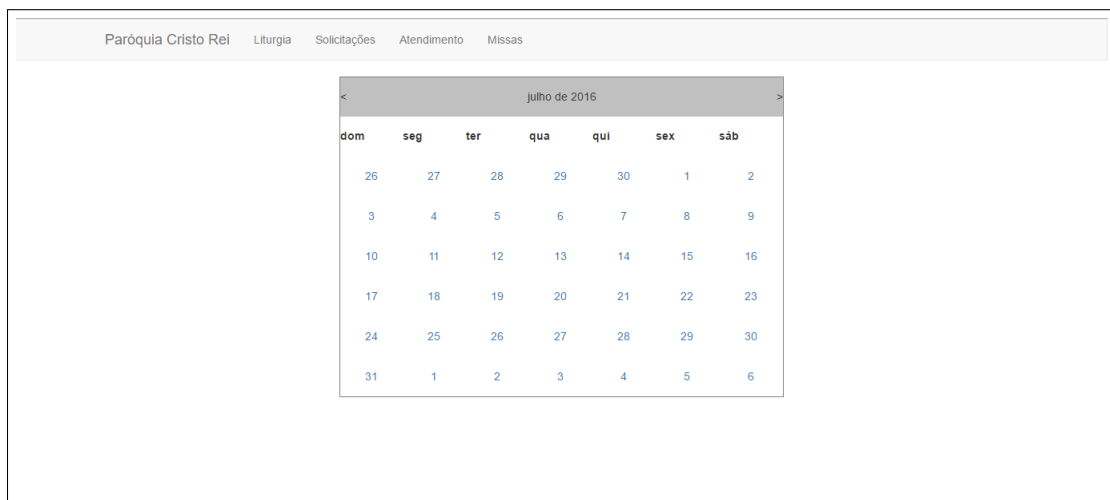 Paróquia Cristo Rei Liturgia Solicitações Atendimento Missas
< julho de 2016 >
dom seg ter qua qui sex sáb
26 27 28 29 30 1 2
3 4 5 6 7 8 9
10 11 12 13 14 15 16
17 18 19 20 21 22 23
24 25 26 27 28 29 30
31 1 2 3 4 5 6